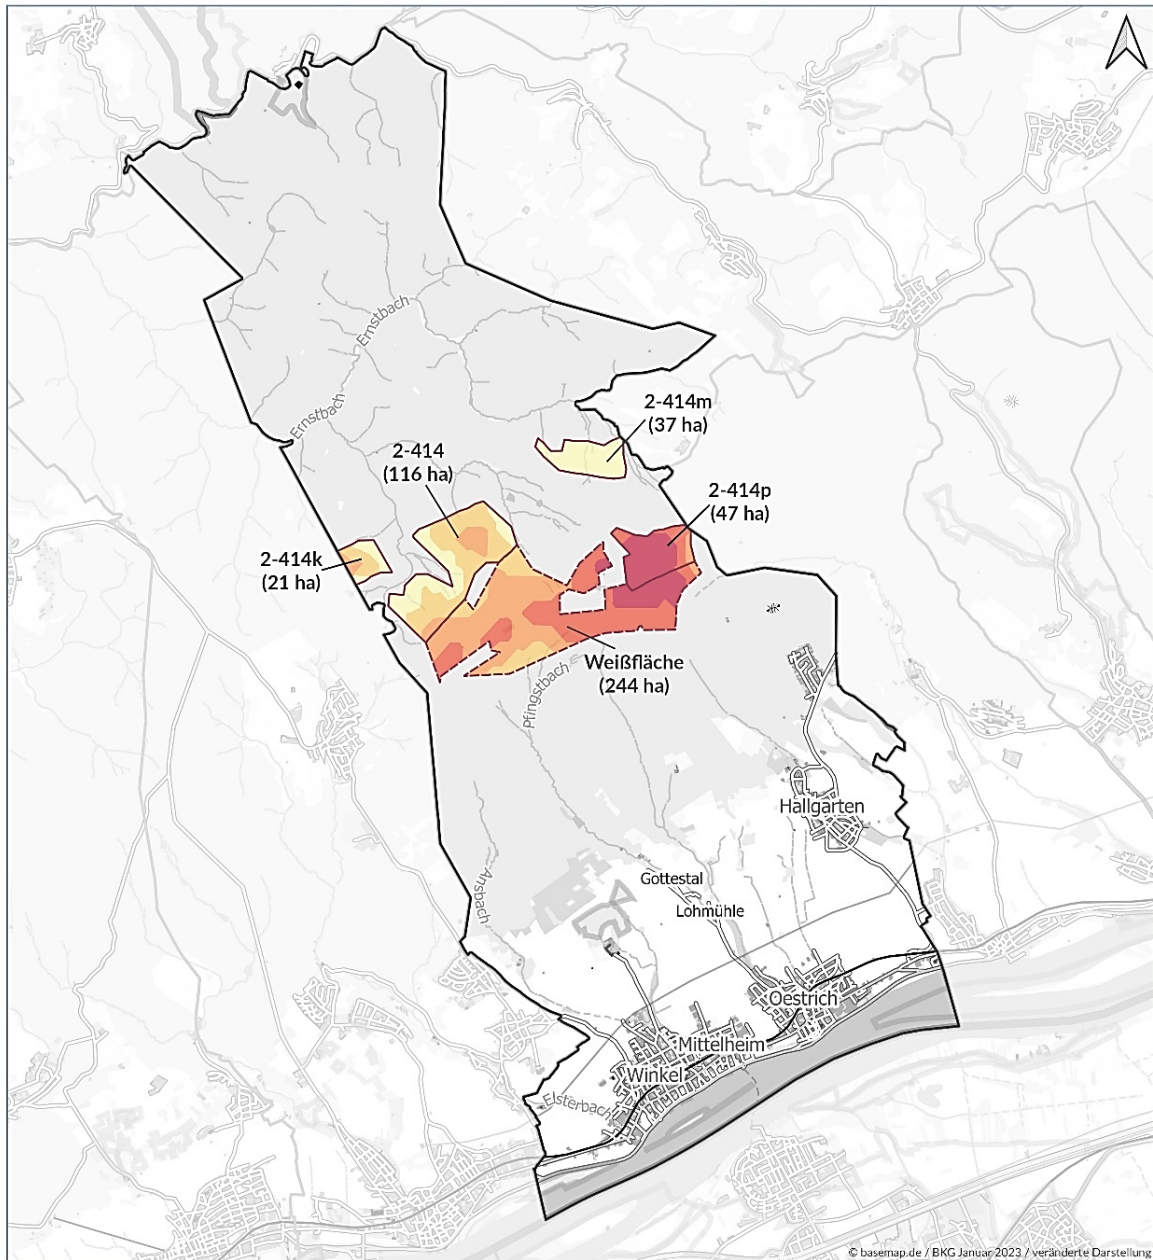 Ernstbach
Ernstbach
2-414m
(37 ha)
2-414
(116 ha)
2-414p
(47 ha)
2-414k
(21 ha)
Weißfläche
(244 ha)
Pfingstbach
Hallgarten
Ansbach
Gottestal
Lohmühle
Oestrich
Mittelheim
Winkel
Elsterbach
© basemap.de / BKG Januar 2023 / veränderte Darstellung